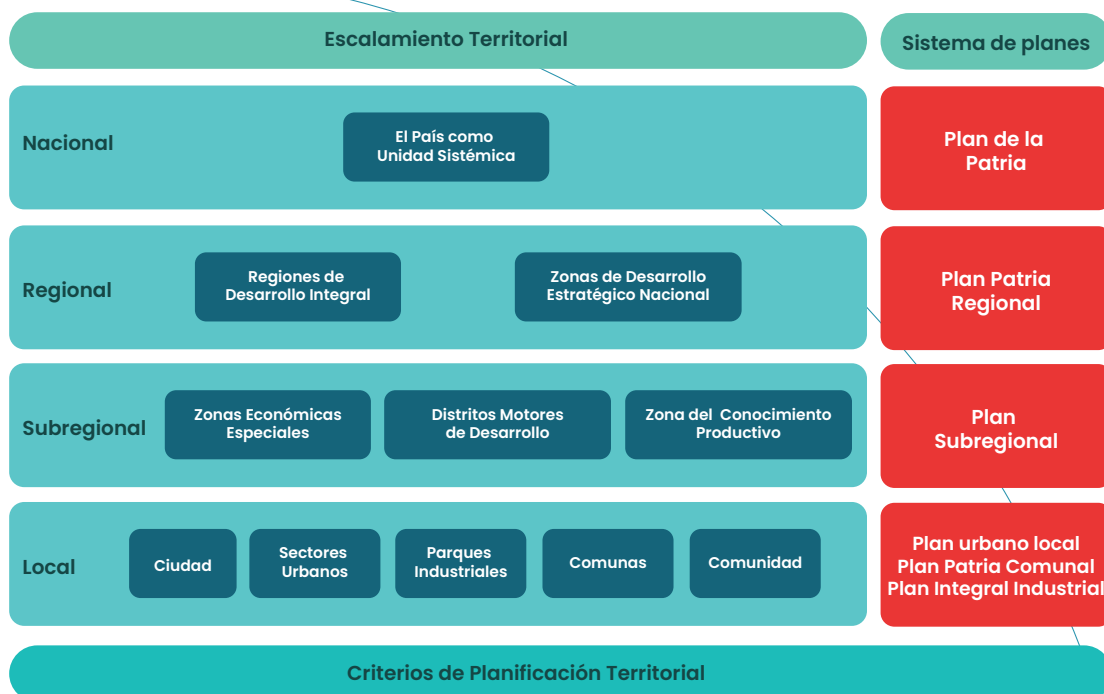 Escalamiento Territorial
Sistema de planes
Nacional
El País como
Unidad Sistémica
Plan de la
Patria
Regional
Regiones de
Desarrollo Integral
Zonas de Desarrollo
Estratégico Nacional
Plan Patria
Regional
Subregional
Zonas Económicas
Especiales
Distritos Motores
de Desarrollo
Zona del Conocimiento
Productivo
Plan
Subregional
Local
Ciudad
Sectores
Urbanos
Parques
Industriales
Comunas
Comunidad
Plan urbano local
Plan Patria Comunal
Plan Integral Industrial
Criterios de Planificación Territorial